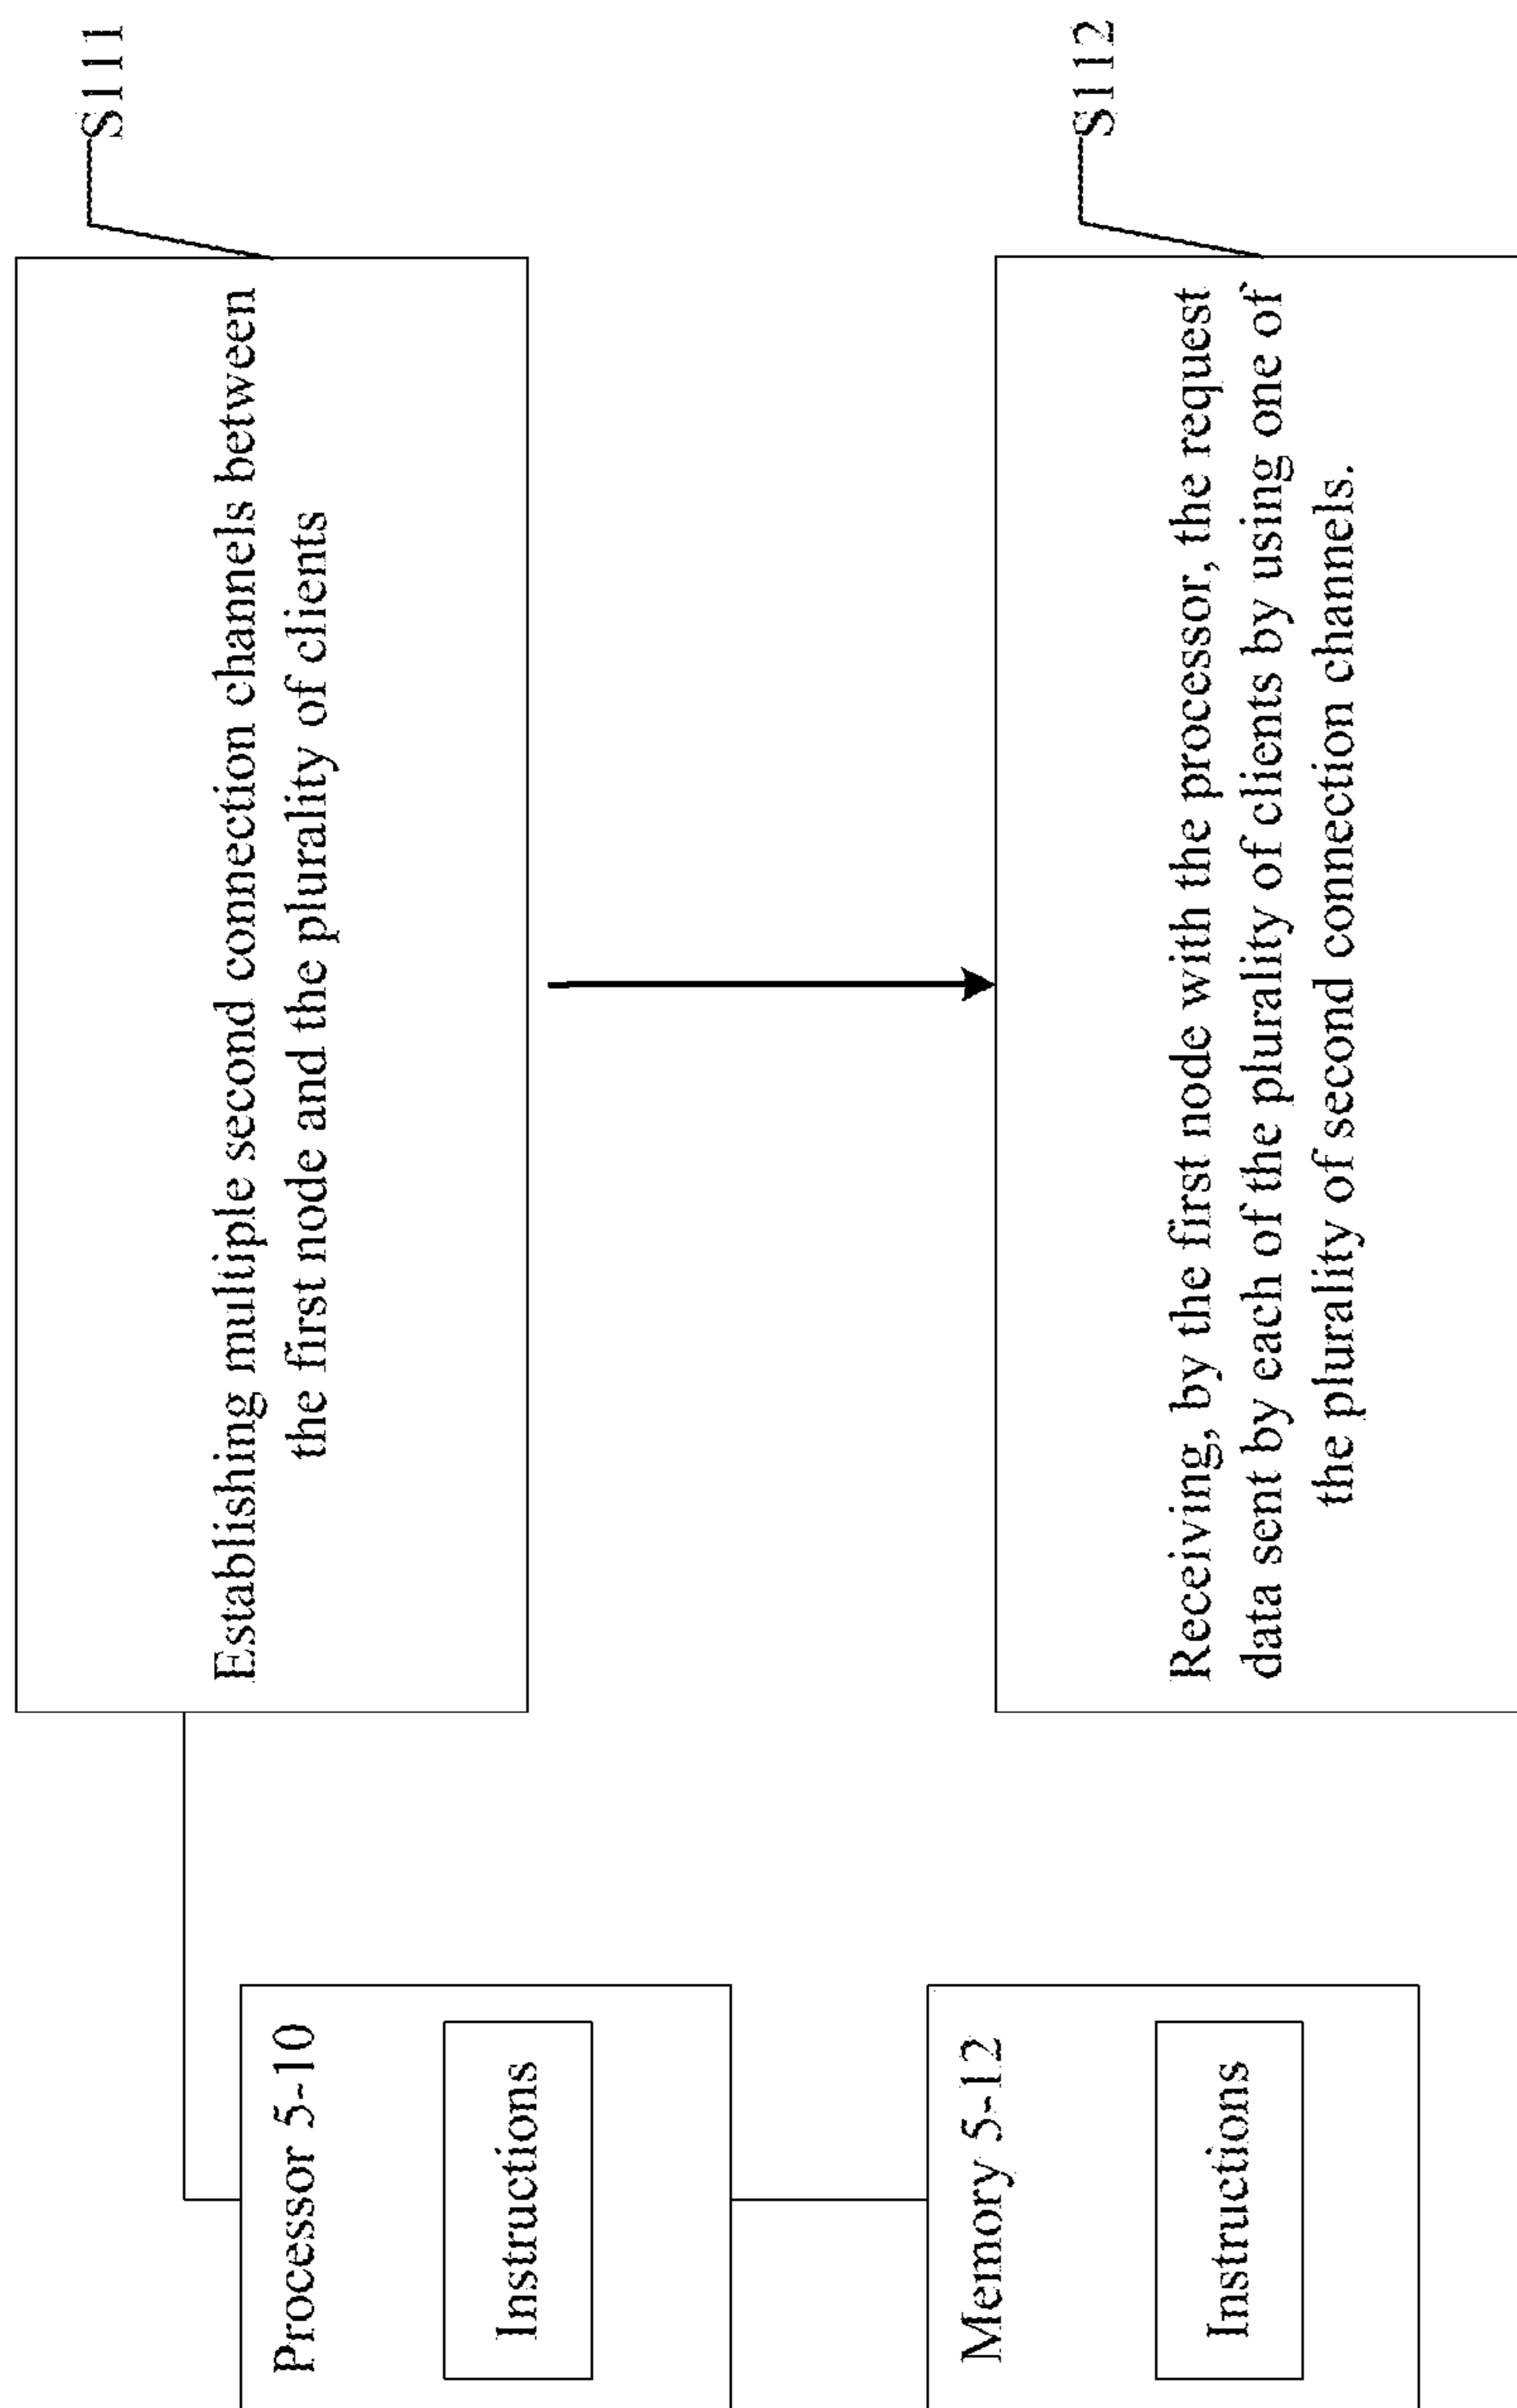 S111
Establishing multiple second connection channels between
the first node and the plurality of clients
Processor 5-10
Instructions
Memory 5-12
Instructions
S112
Receiving, by the first node with the processor, the request
data sent by each of the plurality of clients by using one of
the plurality of second connection channels.